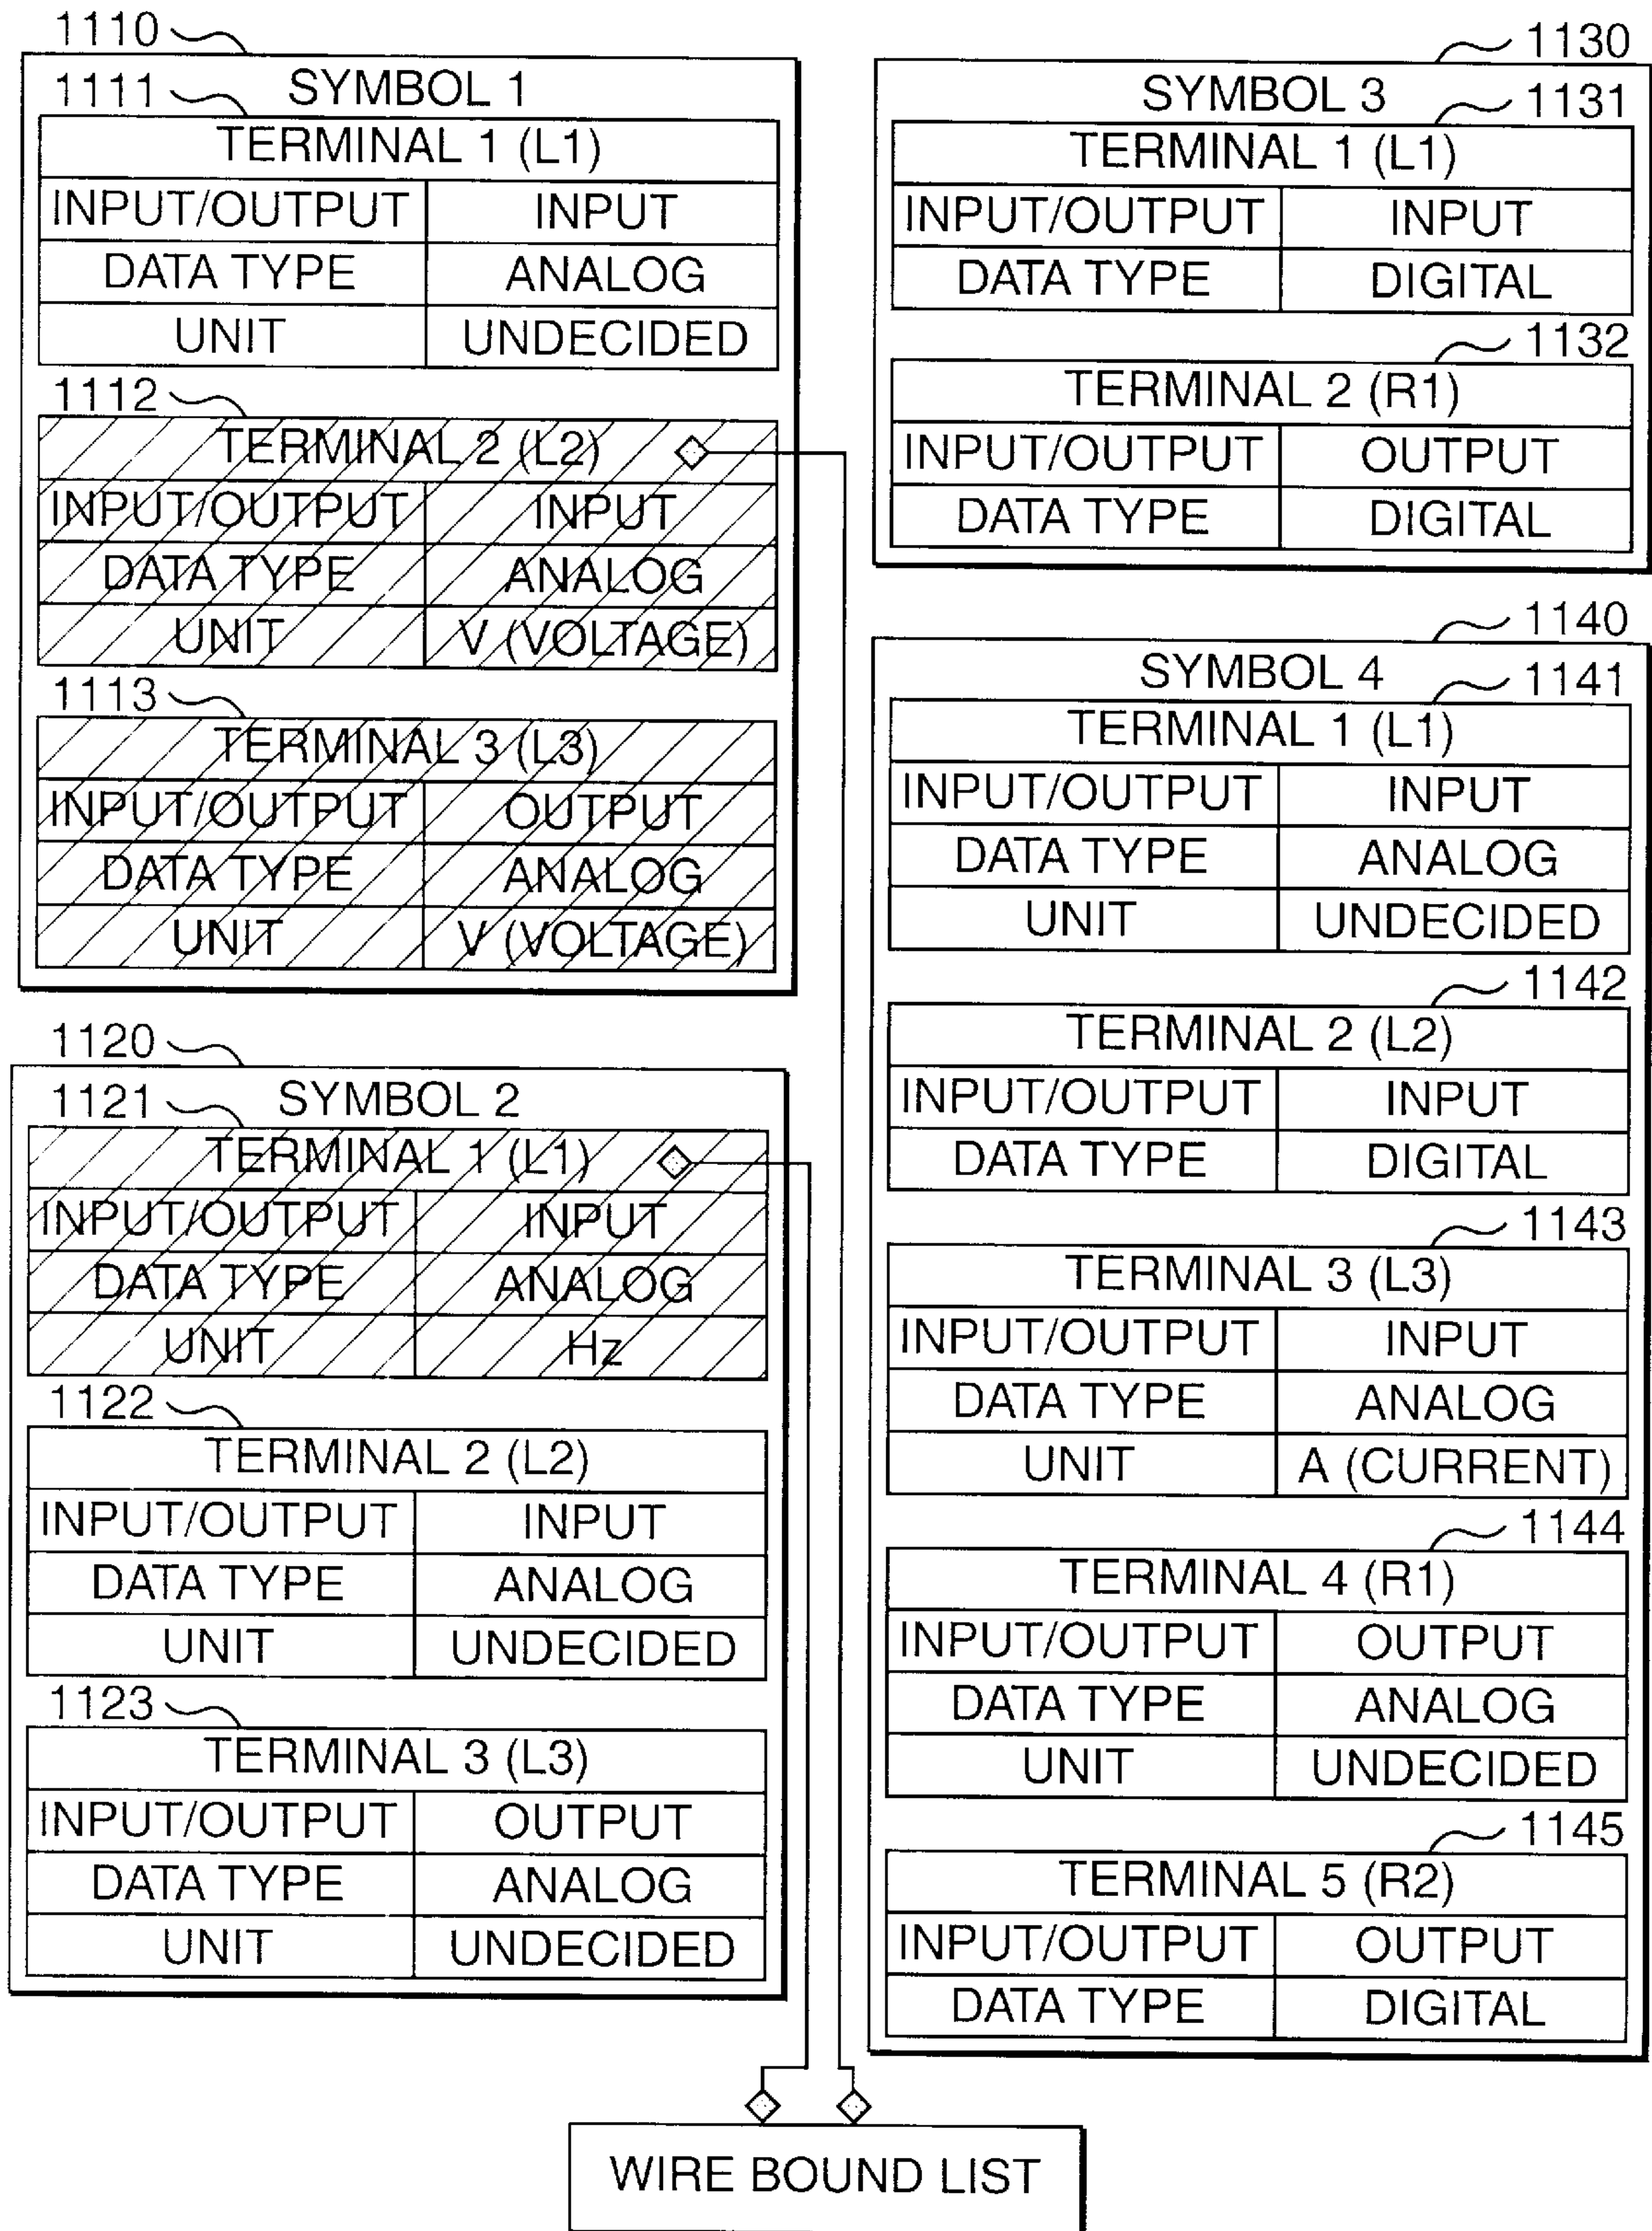 1110
SYMBOL 1
1111
TERMINAL 1 (L1)
INPUT/OUTPUT INPUT
DATA TYPE ANALOG
UNIT UNDECIDED
1112
TERMINAL 2 (L2)
INPUT/OUTPUT INPUT
DATA TYPE ANALOG
UNIT V (VOLTAGE)
1113
TERMINAL 3 (L3)
INPUT/OUTPUT OUTPUT
DATA TYPE ANALOG
UNIT V (VOLTAGE)
1120
SYMBOL 2
1121
TERMINAL 1 (L1)
INPUT/OUTPUT INPUT
DATA TYPE ANALOG
UNIT Hz
1122
TERMINAL 2 (L2)
INPUT/OUTPUT INPUT
DATA TYPE ANALOG
UNIT UNDECIDED
1123
TERMINAL 3 (L3)
INPUT/OUTPUT OUTPUT
DATA TYPE ANALOG
UNIT UNDECIDED
1130
SYMBOL 3
1131
TERMINAL 1 (L1)
INPUT/OUTPUT INPUT
DATA TYPE DIGITAL
1132
TERMINAL 2 (R1)
INPUT/OUTPUT OUTPUT
DATA TYPE DIGITAL
1140
SYMBOL 4
1141
TERMINAL 1 (L1)
INPUT/OUTPUT INPUT
DATA TYPE ANALOG
UNIT UNDECIDED
1142
TERMINAL 2 (L2)
INPUT/OUTPUT INPUT
DATA TYPE DIGITAL
1143
TERMINAL 3 (L3)
INPUT/OUTPUT INPUT
DATA TYPE ANALOG
UNIT A (CURRENT)
1144
TERMINAL 4 (R1)
INPUT/OUTPUT OUTPUT
DATA TYPE ANALOG
UNIT UNDECIDED
1145
TERMINAL 5 (R2)
INPUT/OUTPUT OUTPUT
DATA TYPE DIGITAL
WIRE BOUND LIST